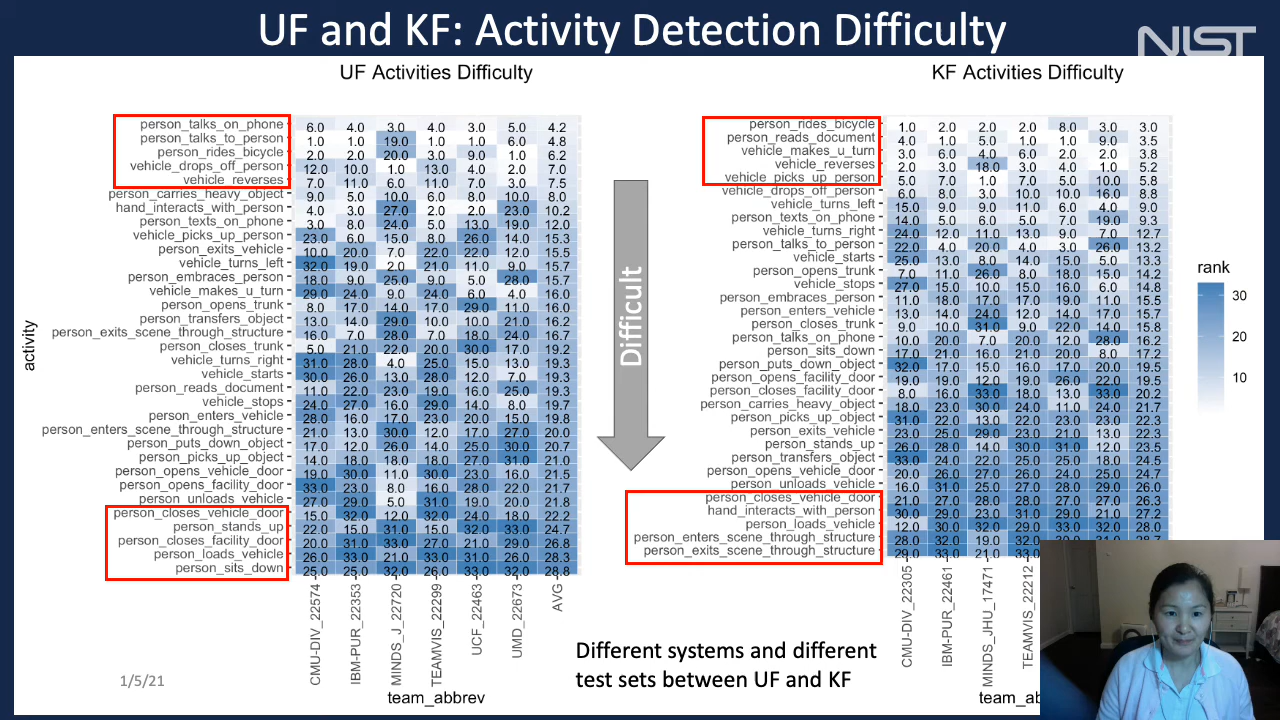 UF and KF: Activity Detection Difficulty
NIST
UF Activities Difficulty
activity
person_talks_on_phone 6.0 4.0 3.0 4.0 3.0 5.0 4.2
person_talks_to_person 1.0 1.0 19.0 1.0 1.0 6.0 4.8
person_rides_bicycle 2.0 2.0 20.0 3.0 9.0 1.0 6.2
vehicle_drops_off_person 12.0 10.0 1.0 13.0 4.0 2.0 7.0
vehicle_reverses 7.0 11.0 6.0 11.0 7.0 3.0 7.5
person_carries_heavy_object 9.0 5.0 10.0 6.0 8.0 10.0 8.0
hand_interacts_with_person 4.0 3.0 27.0 2.0 2.0 23.0 10.2
person_texts_on_phone 3.0 8.0 24.0 5.0 13.0 19.0 12.0
vehicle_picks_up_person 23.0 6.0 15.0 8.0 26.0 14.0 15.3
person_exits_vehicle 10.0 20.0 7.0 22.0 22.0 12.0 15.5
vehicle_turns_left 32.0 19.0 2.0 21.0 11.0 9.0 15.7
person_embraces_person 18.0 9.0 25.0 9.0 5.0 28.0 15.7
vehicle_makes_u_turn 29.0 24.0 9.0 24.0 6.0 4.0 16.0
person_opens_trunk 8.0 17.0 14.0 17.0 29.0 11.0 16.0
person_transfers_object 13.0 14.0 29.0 10.0 10.0 21.0 16.2
person_exits_scene_through_structure 16.0 7.0 28.0 7.0 18.0 24.0 16.7
person_closes_trunk 5.0 21.0 22.0 20.0 30.0 17.0 19.2
vehicle_turns_right 31.0 28.0 4.0 25.0 15.0 13.0 19.3
vehicle_starts 30.0 26.0 13.0 28.0 12.0 7.0 19.3
person_reads_document 11.0 22.0 23.0 19.0 16.0 25.0 19.3
vehicle_stops 24.0 27.0 16.0 29.0 14.0 8.0 19.7
person_enters_vehicle 28.0 16.0 17.0 23.0 20.0 15.0 19.8
person_enters_scene_through_structure 21.0 13.0 30.0 12.0 17.0 27.0 20.0
person_puts_down_object 17.0 12.0 26.0 14.0 25.0 30.0 20.7
person_picks_up_object 14.0 18.0 18.0 18.0 27.0 31.0 21.0
person_opens_vehicle_door 19.0 30.0 11.0 30.0 23.0 16.0 21.5
person_opens_facility_door 33.0 23.0 8.0 16.0 28.0 22.0 21.7
person_unloads_vehicle 27.0 29.0 5.0 31.0 19.0 20.0 21.8
person_closes_vehicle_door 15.0 32.0 12.0 32.0 24.0 18.0 22.2
person_stands_up 22.0 15.0 31.0 15.0 32.0 33.0 24.7
person_closes_facility_door 20.0 31.0 33.0 27.0 21.0 29.0 26.8
person_loads_vehicle 26.0 33.0 21.0 33.0 31.0 26.0 28.3
person_sits_down 25.0 25.0 32.0 26.0 33.0 32.0 28.8
CMU-DIV_22574 IBM-PUR_22353 MINDS_J_22720 TEAMVIS_22299 UCF_22463 UMD_22673 AVG
team_abbrev
Difficult
KF Activities Difficulty
person_rides_bicycle 1.0 2.0 2.0 2.0 8.0 3.0 3.0
person_reads_document 4.0 1.0 5.0 1.0 1.0 9.0 3.5
vehicle_makes_u_turn 3.0 6.0 4.0 6.0 2.0 2.0 3.8
vehicle_reverses 2.0 3.0 18.0 3.0 4.0 1.0 5.2
vehicle_picks_up_person 5.0 7.0 1.0 7.0 5.0 10.0 5.8
vehicle_drops_off_person 6.0 8.0 3.0 10.0 10.0 16.0 8.8
vehicle_turns_left 15.0 9.0 9.0 11.0 6.0 4.0 9.0
person_texts_on_phone 14.0 5.0 6.0 5.0 7.0 19.0 9.3
vehicle_turns_right 24.0 12.0 11.0 13.0 9.0 7.0 12.7
person_talks_to_person 22.0 4.0 20.0 4.0 3.0 26.0 13.2
vehicle_starts 25.0 13.0 8.0 14.0 15.0 5.0 13.3
person_opens_trunk 7.0 11.0 26.0 8.0 18.0 15.0 14.2
vehicle_stops 27.0 15.0 10.0 15.0 16.0 6.0 14.8
person_embraces_person 11.0 18.0 17.0 17.0 19.0 11.0 15.5
person_enters_vehicle 13.0 14.0 24.0 12.0 14.0 17.0 15.7
person_closes_trunk 9.0 10.0 31.0 9.0 22.0 14.0 15.8
person_talks_on_phone 10.0 20.0 7.0 20.0 12.0 28.0 16.2
person_sits_down 17.0 21.0 16.0 21.0 20.0 8.0 17.2
person_puts_down_object 32.0 17.0 15.0 16.0 17.0 20.0 19.5
person_opens_facility_door 19.0 19.0 12.0 19.0 26.0 22.0 19.5
person_closes_facility_door 8.0 16.0 33.0 18.0 13.0 33.0 20.2
person_carries_heavy_object 18.0 23.0 30.0 24.0 11.0 24.0 21.7
person_picks_up_object 31.0 22.0 13.0 22.0 23.0 23.0 22.3
person_exits_vehicle 23.0 25.0 29.0 23.0 21.0 13.0 22.3
person_stands_up 26.0 28.0 14.0 30.0 31.0 12.0 23.5
person_transfers_object 33.0 24.0 22.0 25.0 25.0 18.0 24.5
person_opens_vehicle_door 20.0 26.0 27.0 26.0 24.0 25.0 24.7
person_unloads_vehicle 16.0 31.0 25.0 27.0 28.0 29.0 26.0
person_closes_vehicle_door 21.0 27.0 28.0 28.0 27.0 27.0 26.3
hand_interacts_with_person 30.0 29.0 23.0 31.0 29.0 21.0 27.2
person_loads_vehicle 12.0 30.0 32.0 29.0 33.0 32.0 28.0
person_enters_scene_through_structure 28.0 32.0 19.0 32.0
person_exits_scene_through_structure 29.0 33.0 21.0 33.0
CMU-DIV_22305 IBM-PUR_22461 MINDS_JHU_17471 TEAMVIS_22212
team_ab
rank
30
20
10
Different systems and different
test sets between UF and KF
1/5/21